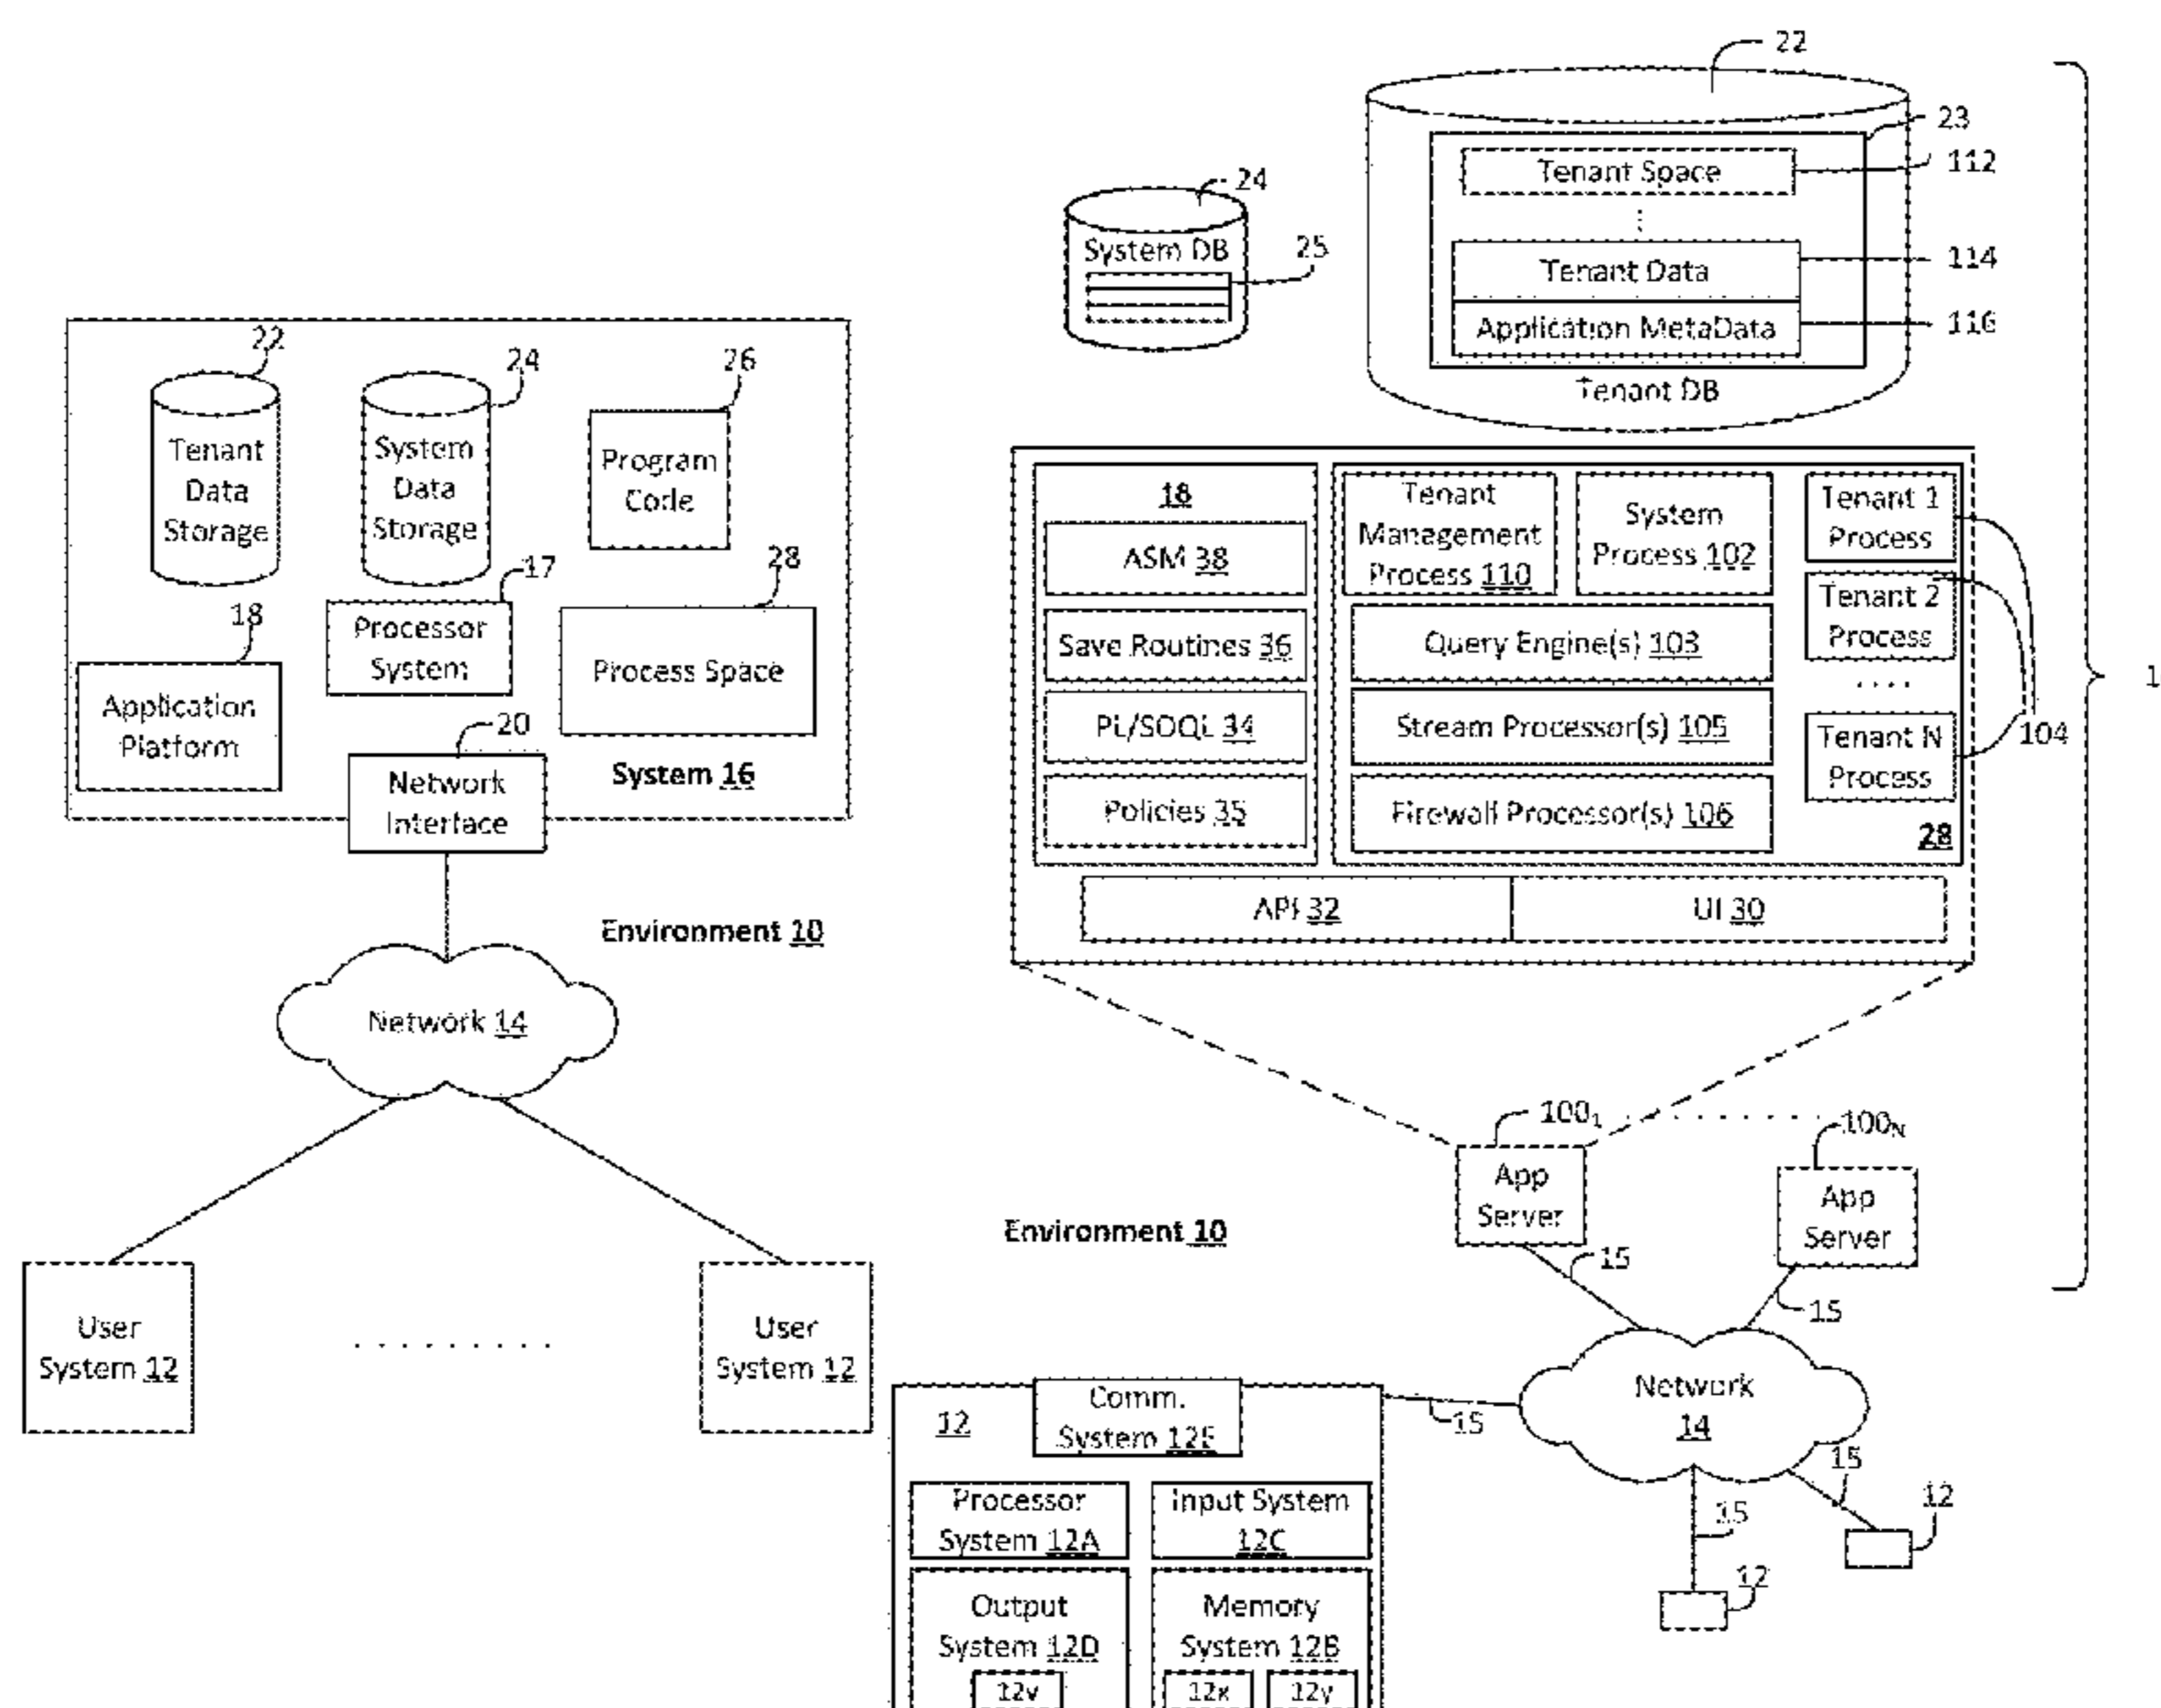 22
24
26
Tenant
Data
Storage
System
Data
Storage
Program
Code
17
28
18
Processor
System
Process Space
Application
Platform
20
Network
Interface
System 16
Environment 10
Network 14
User
System 12
. . . . . . . . .
User
System 12
22
23
Tenant Space
112
24
System DB
25
Tenant Data
114
Application MetaData
116
Tenant DB
18
ASM 38
Save Routines 36
PL/SOQL 34
Policies 35
Tenant
Management
Process 110
System
Process 102
Query Engine(s) 103
Stream Processor(s) 105
Firewall Processor(s) 106
Tenant 1
Process
Tenant 2
Process
. . . .
Tenant N
Process
104
28
API 32
UI 30
1001
100N
App
Server
App
Server
Environment 10
15
15
Network
14
15
15
15
12
12
12
Comm.
System 12E
Processor
System 12A
Input System
12C
Output
System 12D
Memory
System 12B
12v
12x
12y